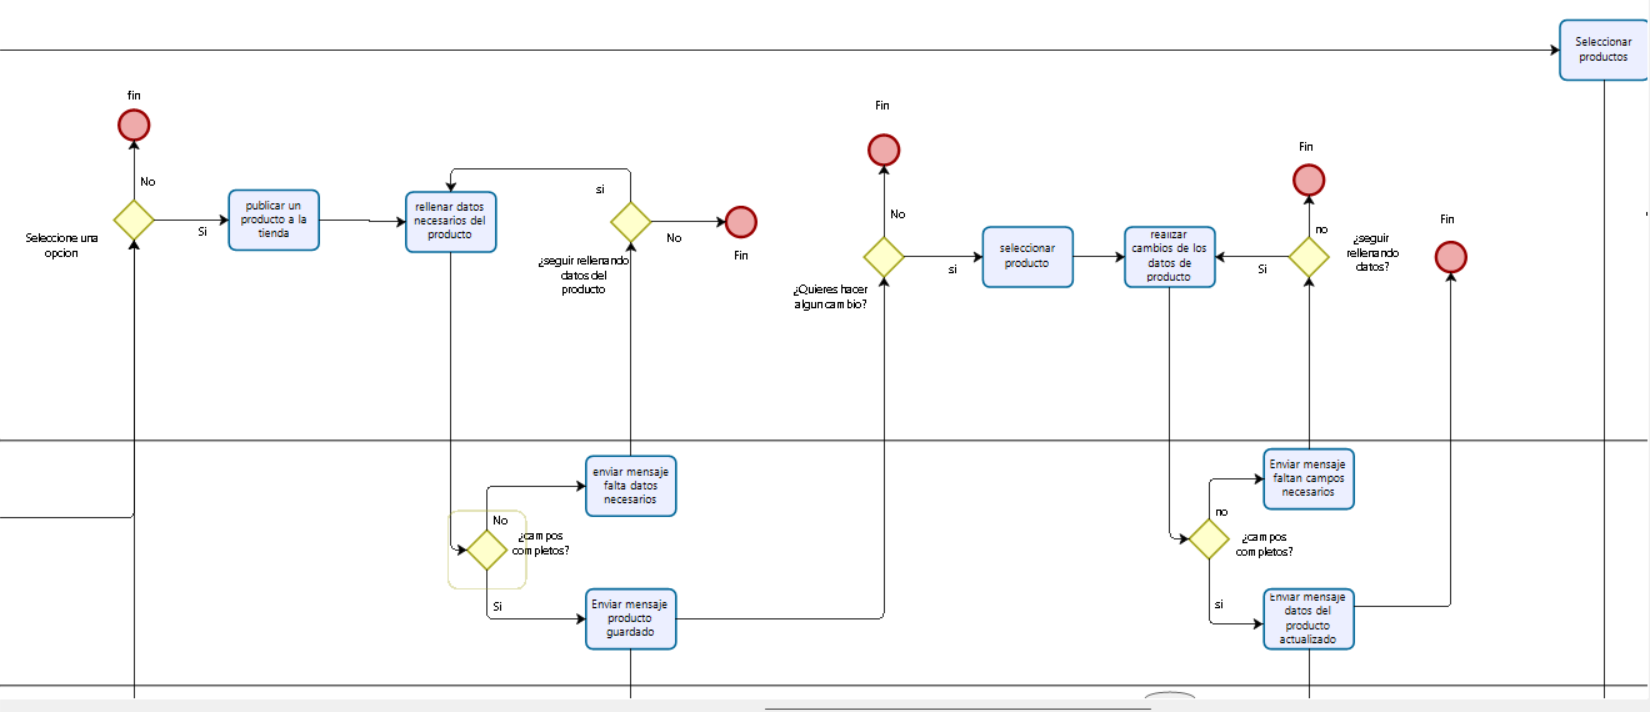 Seleccionar
productos
fin
No
Seleccione una
opcion
Si
publicar un
producto a la
tienda
rellenar datos
necesarios del
producto
si
¿seguir rellenando
datos del
producto
No
Fin
Fin
No
¿Quieres hacer
algun cambio?
si
seleccionar
producto
realizar
cambios de los
datos de
producto
Si
Fin
no
¿seguir
rellenando
datos?
Fin
enviar mensaje
falta datos
necesarios
No
¿campos
completos?
Si
Enviar mensaje
producto
guardado
Enviar mensaje
faltan campos
necesarios
no
¿campos
completos?
si
Enviar mensaje
datos del
producto
actualizado